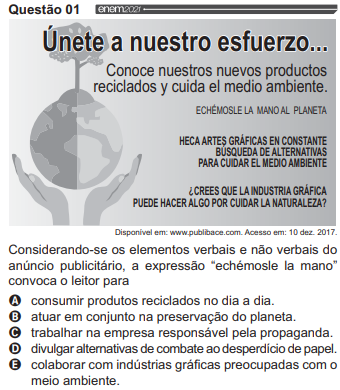 Questão 01 enem2021
Únete a nuestro esfuerzo...
Conoce nuestros nuevos productos
reciclados y cuida el medio ambiente.
ECHÉMOSLE LA MANO AL PLANETA
HECA ARTES GRÁFICAS EN CONSTANTE
BÚSQUEDA DE ALTERNATIVAS
PARA CUIDAR EL MEDIO AMBIENTE
¿CREES QUE LA INDUSTRIA GRÁFICA
PUEDE HACER ALGO POR CUIDAR LA NATURALEZA?
Disponível em: www.publibace.com. Acesso em: 10 dez. 2017.
Considerando-se os elementos verbais e não verbais do
anúncio publicitário, a expressão “echémosle la mano”
convoca o leitor para
A consumir produtos reciclados no dia a dia.
B atuar em conjunto na preservação do planeta.
C trabalhar na empresa responsável pela propaganda.
D divulgar alternativas de combate ao desperdício de papel.
E colaborar com indústrias gráficas preocupadas com o
meio ambiente.